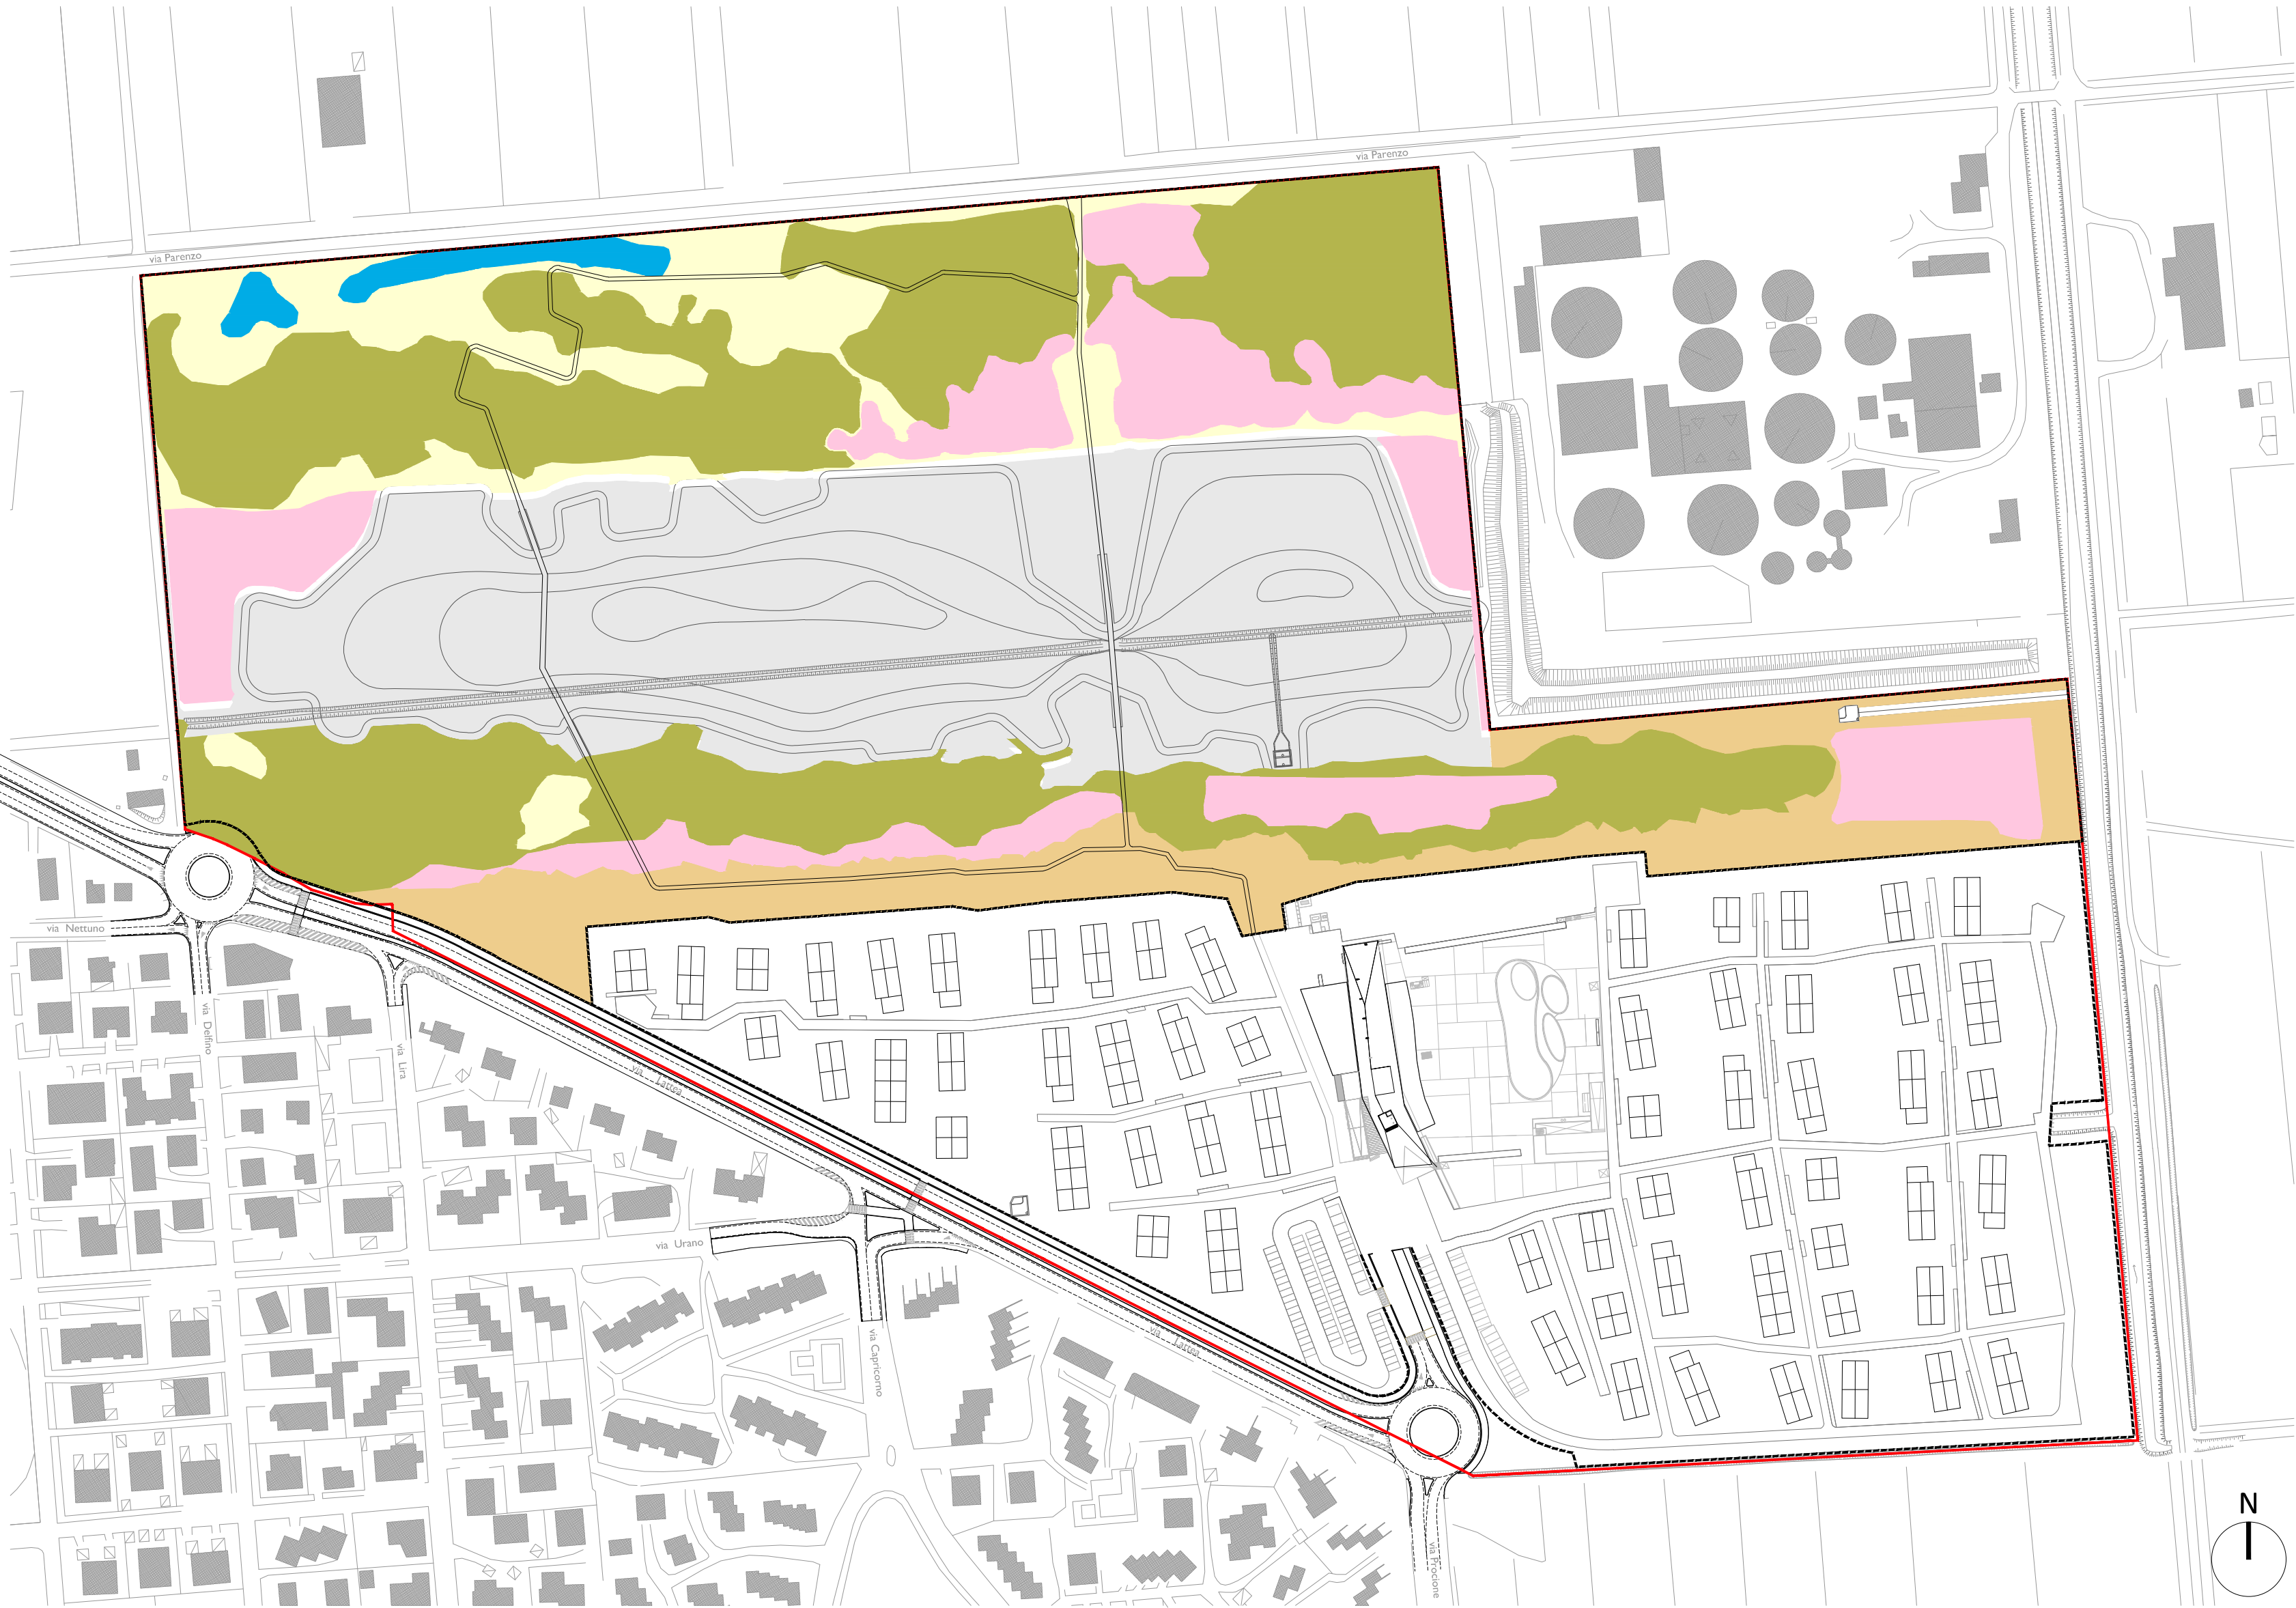 via Parenzo
via Parenzo
via Nettuno
via Delfino
via Lira
via Lattea
via Urano
via Capricorno
via Lattea
via Procione
N